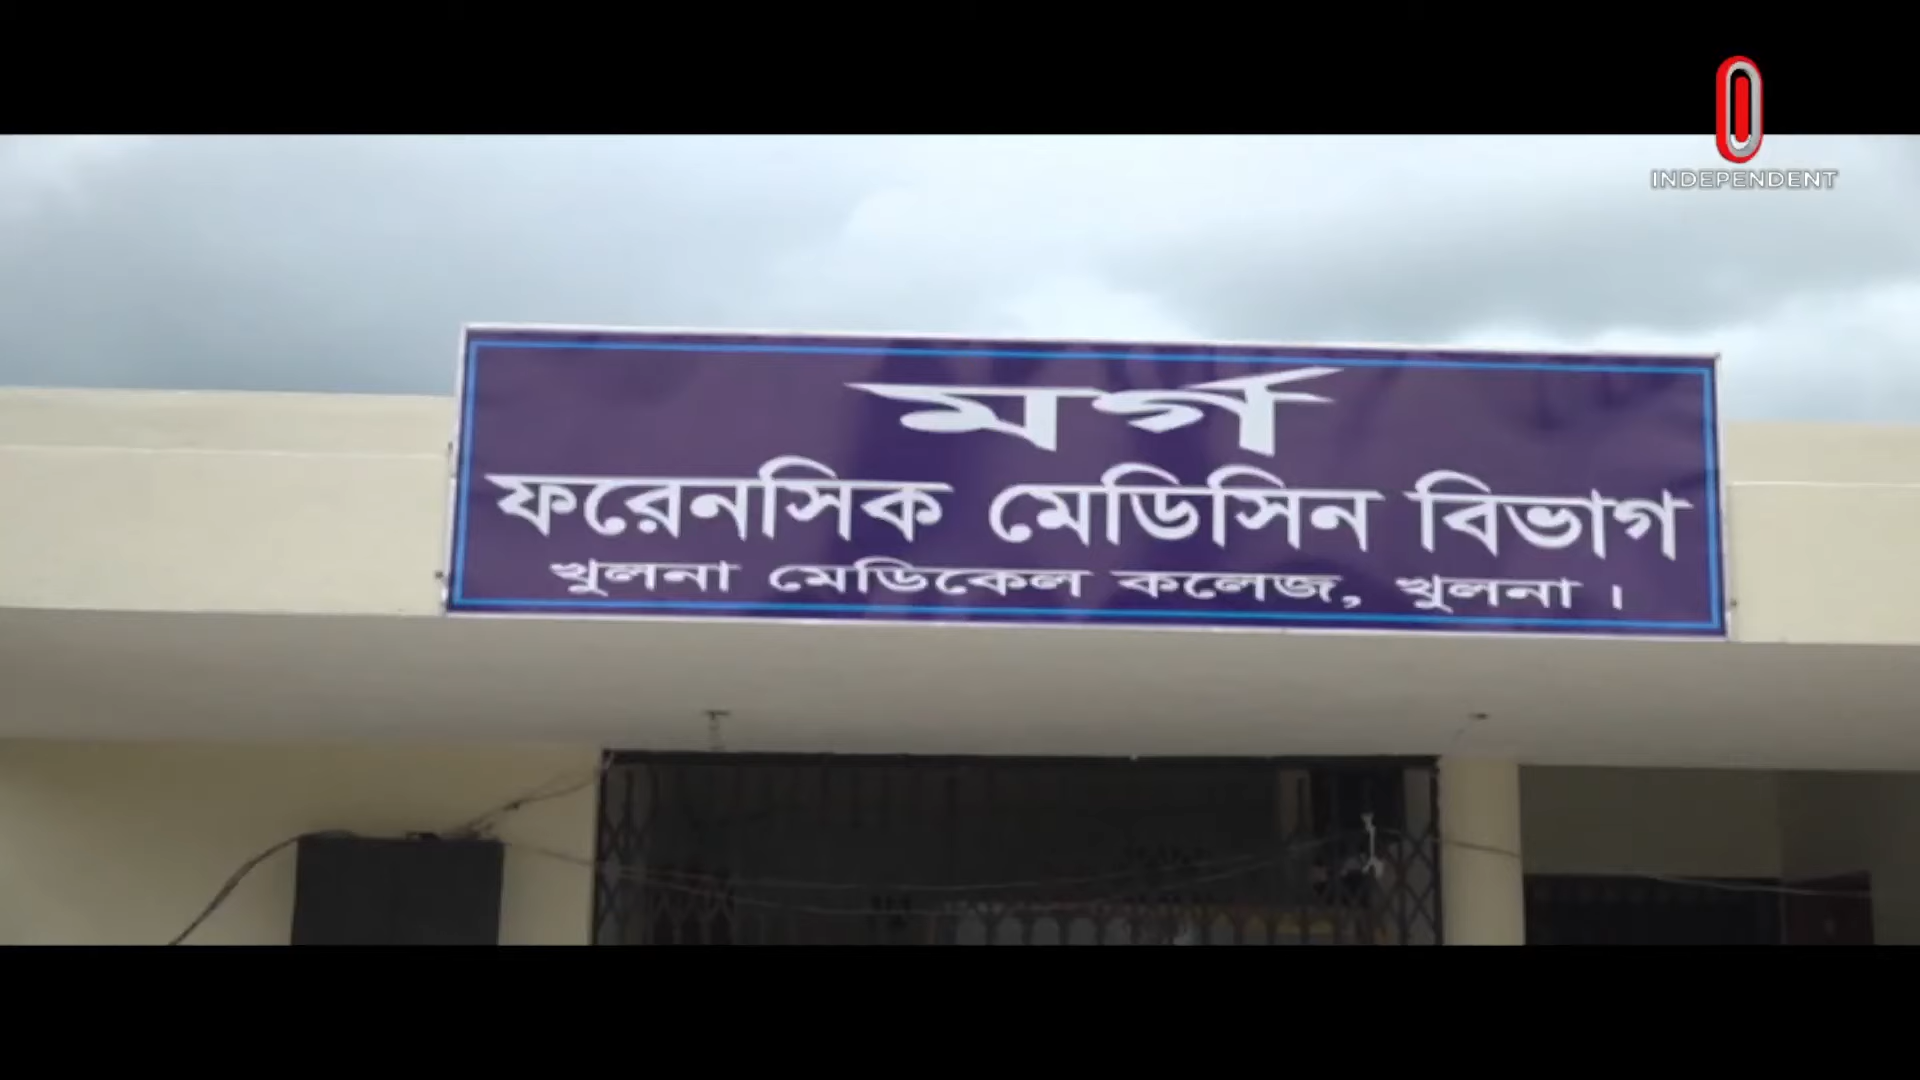 INDEPENDENT
মর্গ
ফরেনসিক মেডিসিন বিভাগ
খুলনা মেডিকেল কলেজ, খুলনা।